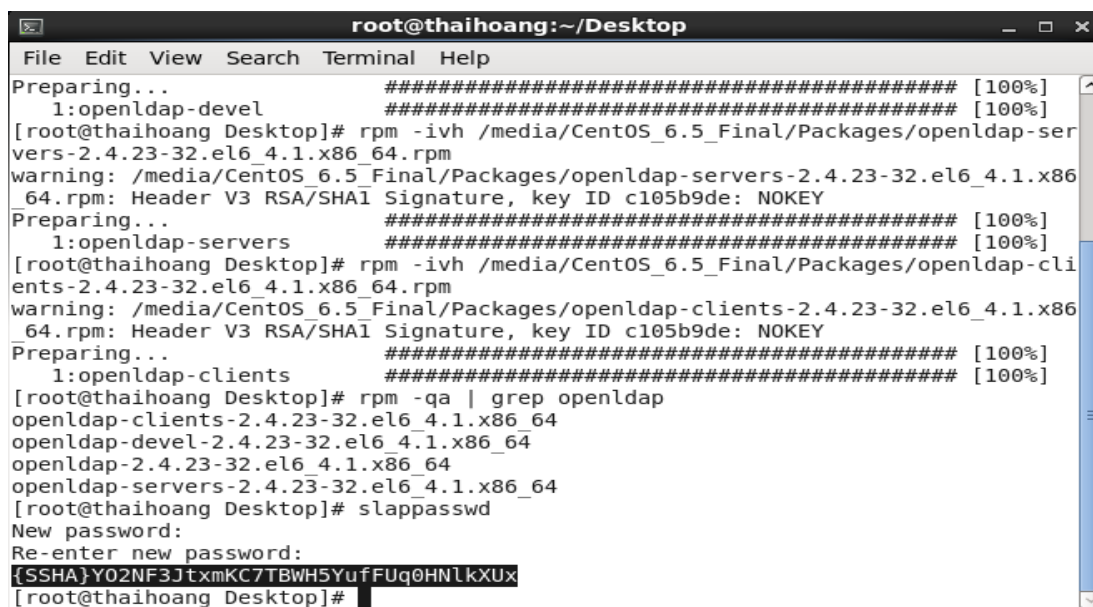 root@thaihoang:~/Desktop
File Edit View Search Terminal Help
Preparing... ########################################### [100%]
1:openldap-devel ########################################### [100%]
[root@thaihoang Desktop]# rpm -ivh /media/CentOS_6.5_Final/Packages/openldap-ser
vers-2.4.23-32.el6_4.1.x86_64.rpm
warning: /media/CentOS_6.5_Final/Packages/openldap-servers-2.4.23-32.el6_4.1.x86
_64.rpm: Header V3 RSA/SHA1 Signature, key ID c105b9de: NOKEY
Preparing... ########################################### [100%]
1:openldap-servers ########################################### [100%]
[root@thaihoang Desktop]# rpm -ivh /media/CentOS_6.5_Final/Packages/openldap-cli
ents-2.4.23-32.el6_4.1.x86_64.rpm
warning: /media/CentOS_6.5_Final/Packages/openldap-clients-2.4.23-32.el6_4.1.x86
_64.rpm: Header V3 RSA/SHA1 Signature, key ID c105b9de: NOKEY
Preparing... ########################################### [100%]
1:openldap-clients ########################################### [100%]
[root@thaihoang Desktop]# rpm -qa | grep openldap
openldap-clients-2.4.23-32.el6_4.1.x86_64
openldap-devel-2.4.23-32.el6_4.1.x86_64
openldap-2.4.23-32.el6_4.1.x86_64
openldap-servers-2.4.23-32.el6_4.1.x86_64
[root@thaihoang Desktop]# slappasswd
New password:
Re-enter new password:
{SSHA}YO2NF3JtxmKC7TBWH5YufFUq0HNlkXUx
[root@thaihoang Desktop]#